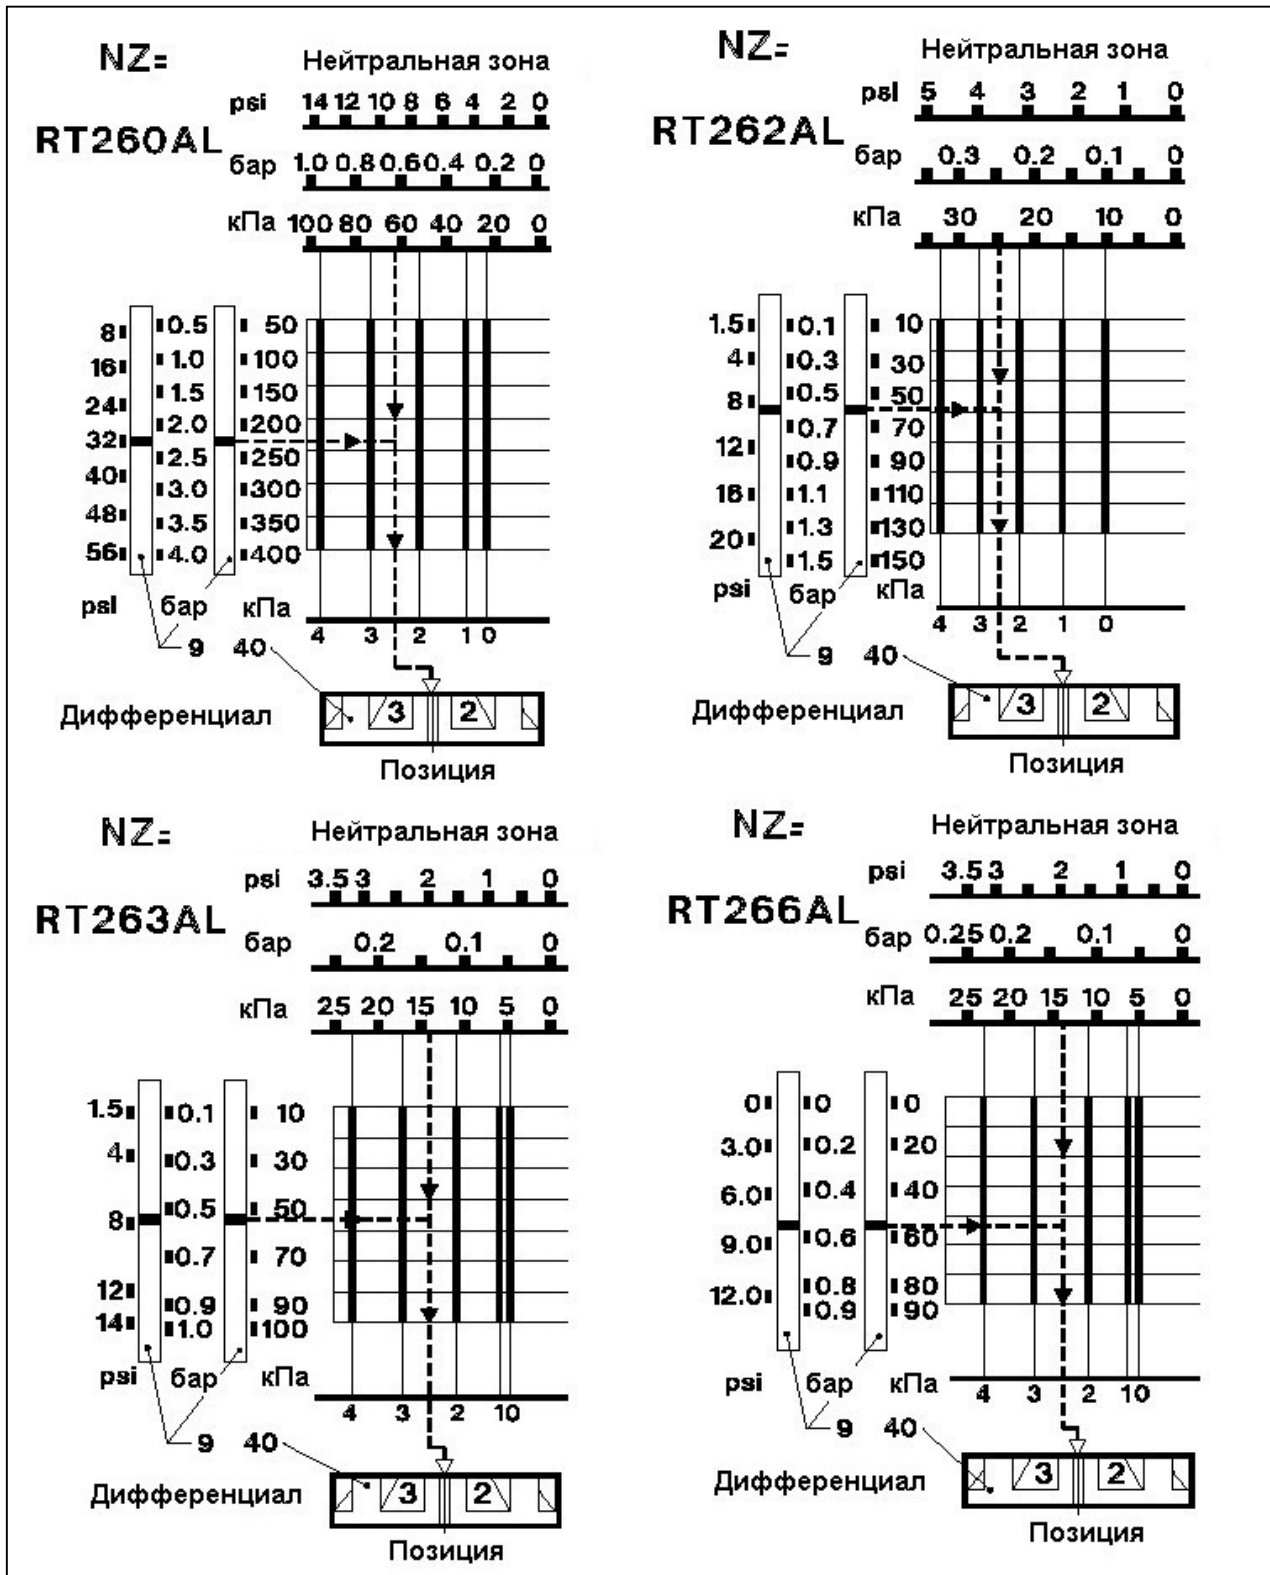 NZ=
Нейтральная зона
psi 14 12 10 8 6 4 2 0
RT260AL
бар 1.0 0.8 0.6 0.4 0.2 0
кПа 100 80 60 40 20 0
8 0.5 50
16 1.0 100
24 1.5 150
32 2.0 200
40 2.5 250
48 3.0 300
56 3.5 350
4.0 400
psi бар кПа
4 3 2 1 0
9 40
Дифференциал
3 2
Позиция
NZ=
Нейтральная зона
psi 5 4 3 2 1 0
RT262AL
бар 0.3 0.2 0.1 0
кПа 30 20 10 0
1.5 0.1 10
4 0.3 30
8 0.5 50
12 0.7 70
16 0.9 90
20 1.1 110
1.3 130
1.5 150
psi бар кПа
4 3 2 1 0
9 40
Дифференциал
3 2
Позиция
NZ=
Нейтральная зона
psi 3.5 3 2 1 0
RT263AL
бар 0.2 0.1 0
кПа 25 20 15 10 5 0
1.5 0.1 10
4 0.3 30
8 0.5 50
12 0.7 70
14 0.9 90
1.0 100
psi бар кПа
4 3 2 1 0
9 40
Дифференциал
3 2
Позиция
NZ=
Нейтральная зона
psi 3.5 3 2 1 0
RT266AL
бар 0.25 0.2 0.1 0
кПа 25 20 15 10 5 0
0 0 0
3.0 0.2 20
6.0 0.4 40
9.0 0.6 60
12.0 0.8 80
0.9 90
psi бар кПа
4 3 2 1 0
9 40
Дифференциал
3 2
Позиция